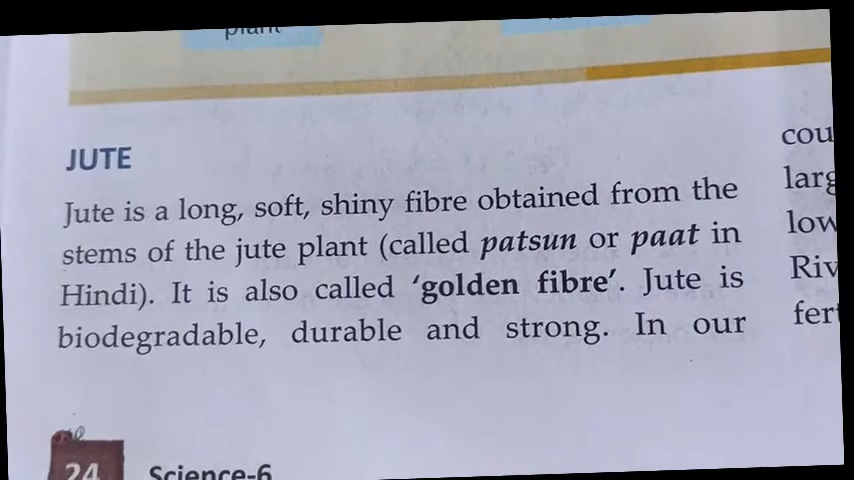 plant
JUTE
Jute is a long, soft, shiny fibre obtained from the
stems of the jute plant (called patsun or paat in
Hindi). It is also called ‘golden fibre’. Jute is
biodegradable, durable and strong. In our
cou
larg
low
Riv
fert
24 Science-6